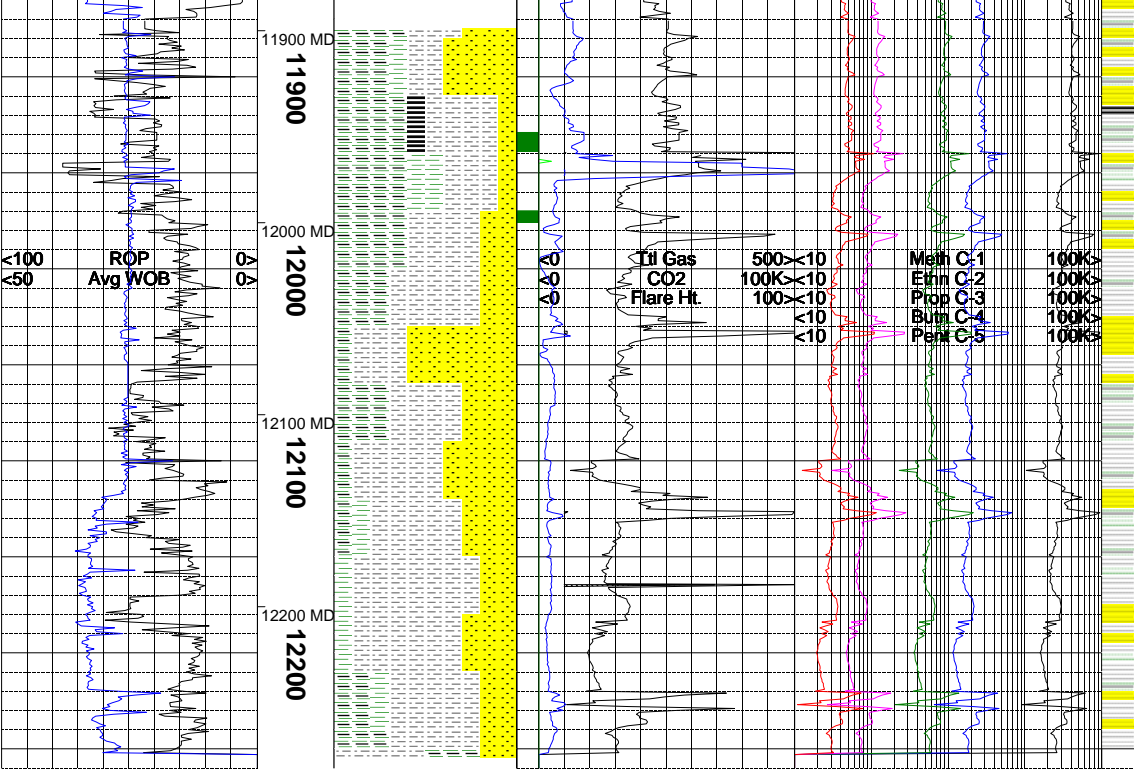 11900 MD
11900
12000 MD
12000
<100 ROP 0>
<50 Avg WOB 0>
<0 Ttl Gas 500>
<0 CO2 100K>
<0 Flare Ht. 100>
<10 Meth C-1 100K>
<10 Ethn C-2 100K>
<10 Prop C-3 100K>
<10 Butn C-4 100K>
<10 Pent C-5 100K>
12100 MD
12100
12200 MD
12200